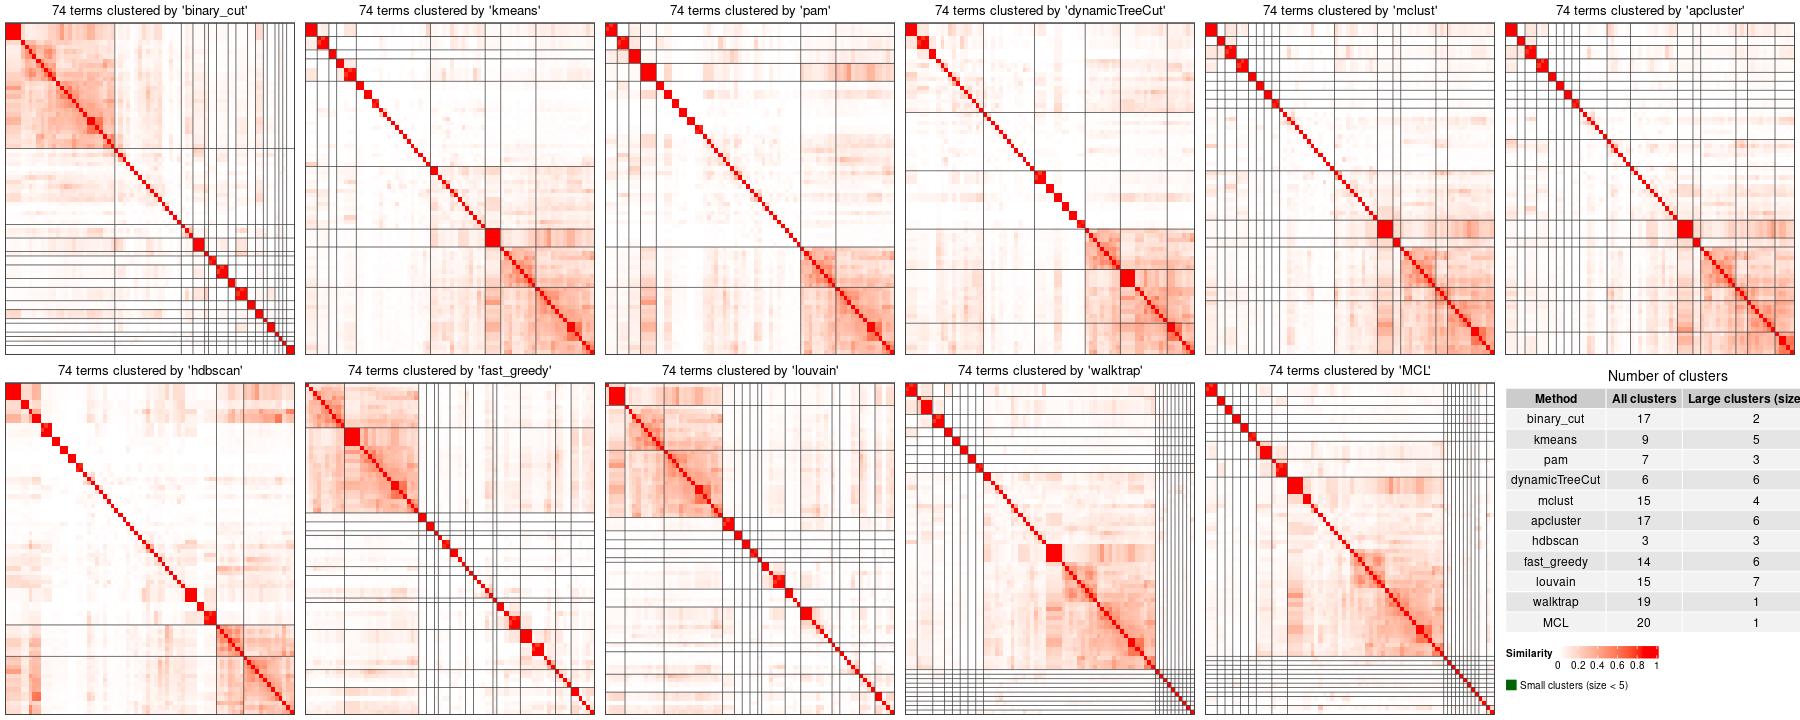 74 terms clustered by 'binary_cut'
74 terms clustered by 'kmeans'
74 terms clustered by 'pam'
74 terms clustered by 'dynamicTreeCut'
74 terms clustered by 'mclust'
74 terms clustered by 'apcluster'
74 terms clustered by 'hdbscan'
74 terms clustered by 'fast_greedy'
74 terms clustered by 'louvain'
74 terms clustered by 'walktrap'
74 terms clustered by 'MCL'
Number of clusters
Method All clusters Large clusters (size
binary_cut 17 2
kmeans 9 5
pam 7 3
dynamicTreeCut 6 6
mclust 15 4
apcluster 17 6
hdbscan 3 3
fast_greedy 14 6
louvain 15 7
walktrap 19 1
MCL 20 1
Similarity
0 0.2 0.4 0.6 0.8 1
Small clusters (size < 5)